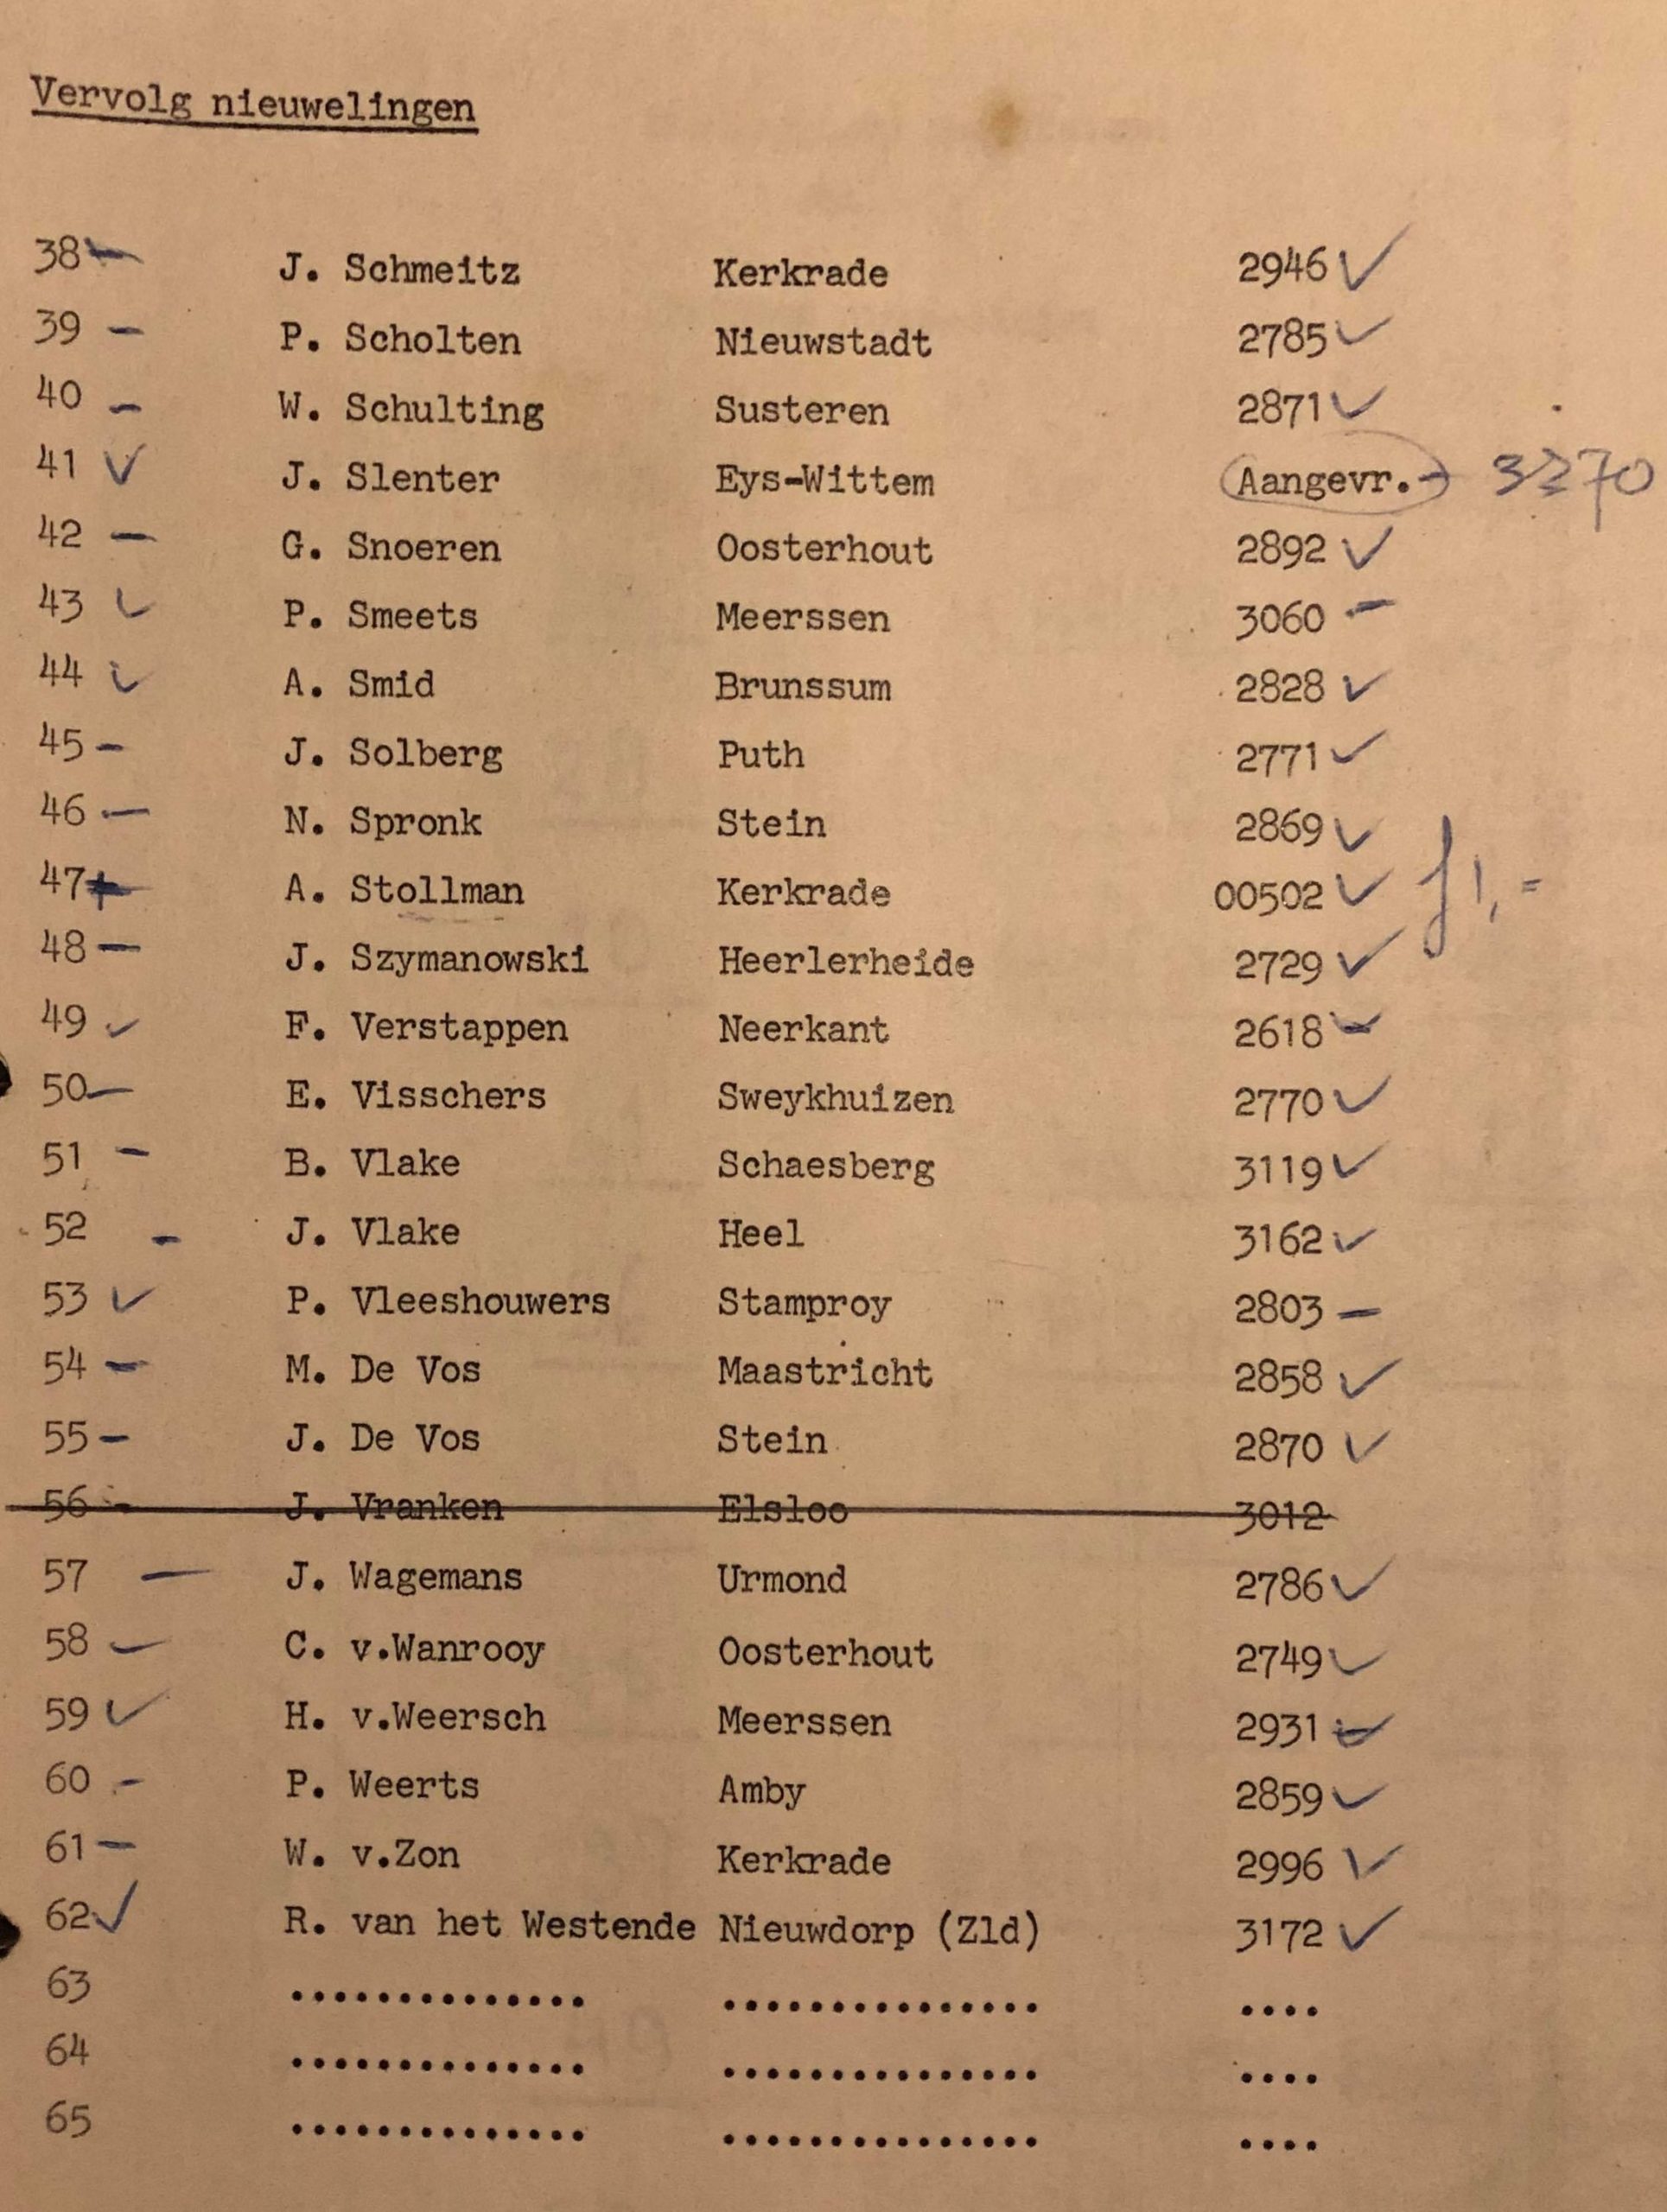 Vervolg nieuwelingen
38 — J. Schmeitz Kerkrade 2946 ✓
39 — P. Scholten Nieuwstadt 2785 ✓
40 — W. Schulting Susteren 2871 ✓
41 ✓ J. Slenter Eys-Wittem Aangevr.
42 — G. Snoeren Oosterhout 2892 ✓
43 ✓ P. Smeets Meerssen 3060 —
44 ✓ A. Smid Brunssum 2828 ✓
45 — J. Solberg Puth 2771 ✓
46 — N. Spronk Stein 2869 ✓
47 + A. Stollman Kerkrade 00502 ✓ f 1,=
48 — J. Szymanowski Heerlerheide 2729 ✓
49 ✓ F. Verstappen Neerkant 2618 —
50 — E. Visschers Sweykhuizen 2770 ✓
51 — B. Vlake Schaesberg 3119 ✓
52 — J. Vlake Heel 3162 ✓
53 ✓ P. Vleeshouwers Stamproy 2803 —
54 — M. De Vos Maastricht 2858 ✓
55 — J. De Vos Stein 2870 ✓
56 — J. Vranken Elsloo 3012
57 — J. Wagemans Urmond 2786 ✓
58 — C. v.Wanrooy Oosterhout 2749 ✓
59 ✓ H. v.Weersch Meerssen 2931 ✓
60 — P. Weerts Amby 2859 ✓
61 — W. v.Zon Kerkrade 2996 ✓
62 ✓ R. van het Westende Nieuwdorp (Zld) 3172 ✓
63 .............. ............... ....
64 .............. ............... ....
65 .............. ............... ....